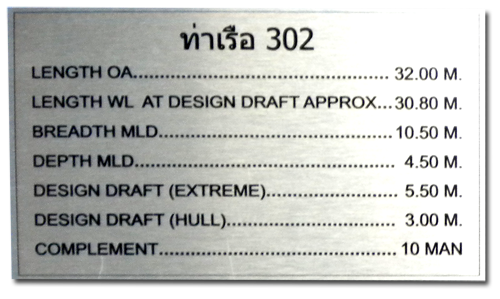 ท่าเรือ 302
LENGTH OA............................................... 32.00 M.
LENGTH WL AT DESIGN DRAFT APPROX...30.80 M.
BREADTH MLD........................................... 10.50 M.
DEPTH MLD................................................ 4.50 M.
DESIGN DRAFT (EXTREME)........................ 5.50 M.
DESIGN DRAFT (HULL)............................... 3.00 M.
COMPLEMENT........................................... 10 MAN